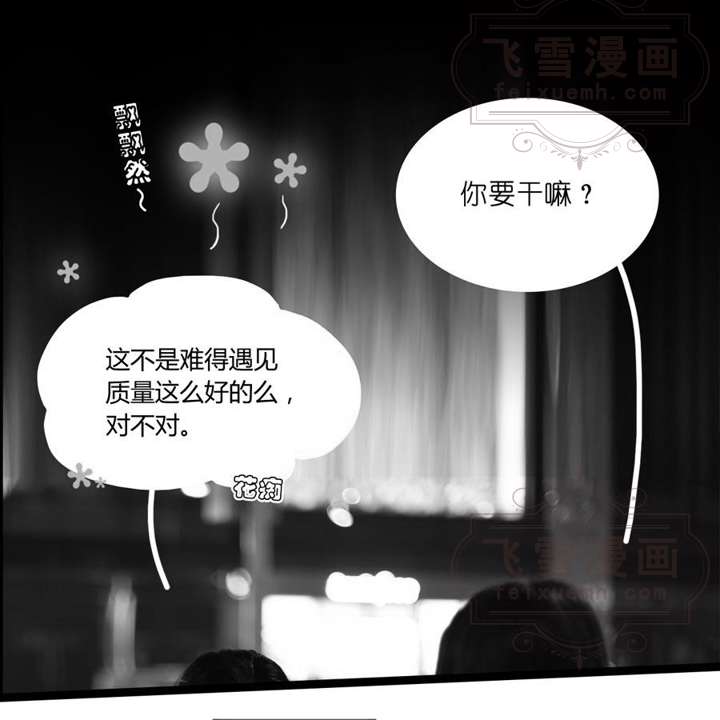 飞雪漫画
feixuemh.com
飘飘然~
你要干嘛？
这不是难得遇见
质量这么好的么，
对不对。
花痴
飞雪漫画
feixuemh.com